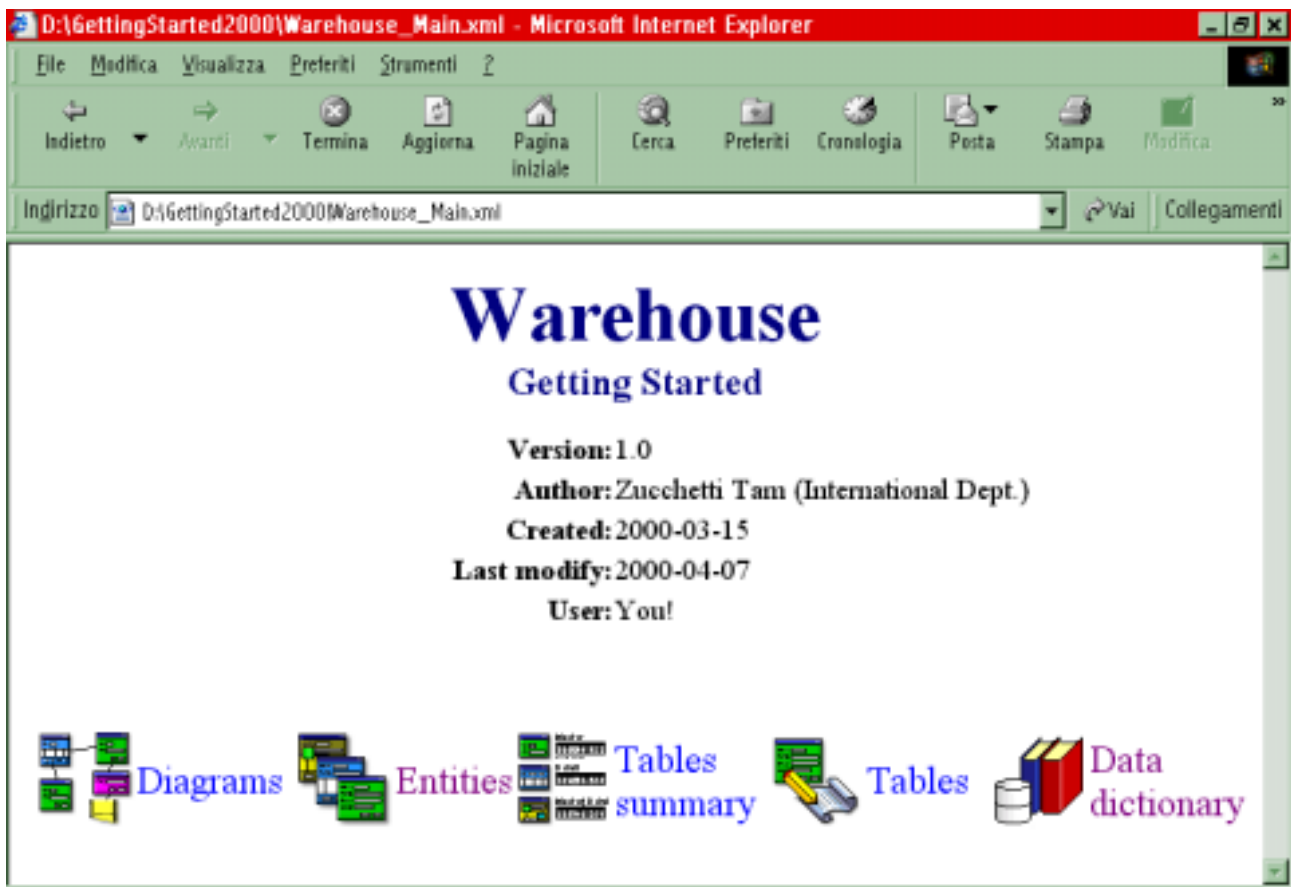 D:\GettingStarted2000\Warehouse_Main.xml - Microsoft Internet Explorer
File Modifica Visualizza Preferiti Strumenti ?
Indietro Avanti Termina Aggiorna Pagina iniziale Cerca Preferiti Cronologia Posta Stampa Modifica »
Indirizzo D:\GettingStarted2000\Warehouse_Main.xml Vai Collegamenti
Warehouse
Getting Started
Version: 1.0
Author: Zucchetti Tam (International Dept.)
Created: 2000-03-15
Last modify: 2000-04-07
User: You!
Diagrams
Entities
Tables
summary
Tables
Data
dictionary